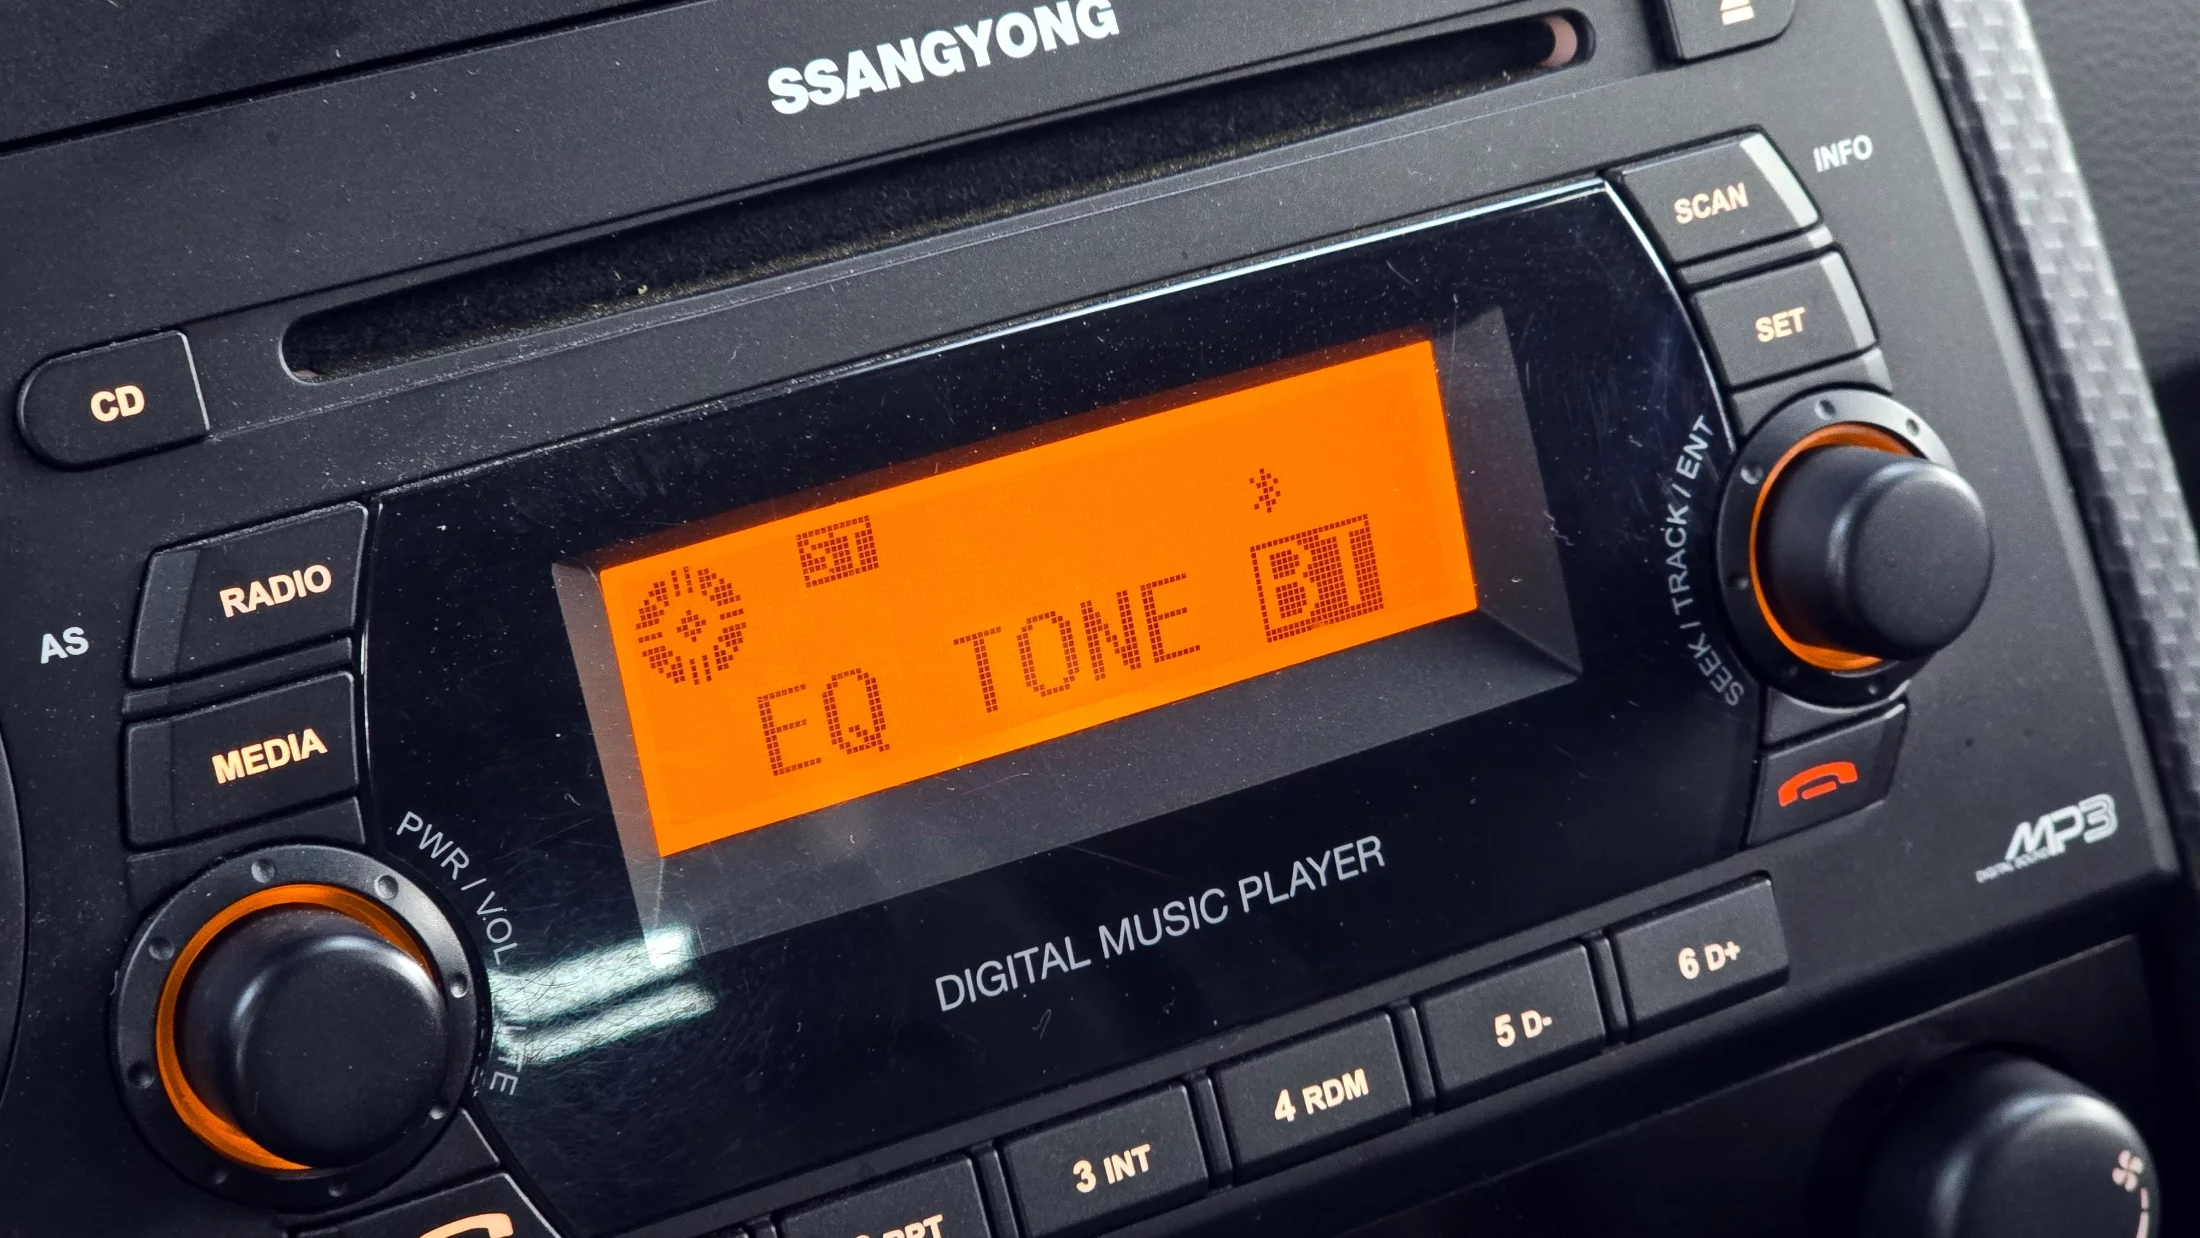 SSANGYONG
INFO
SCAN
SET
CD
RADIO
AS
MEDIA
ST
EQ TONE BT
SEEK / TRACK / ENT
PWR / VOL
DIGITAL MUSIC PLAYER
MP3
6 D+
5 D-
4 RDM
3 INT